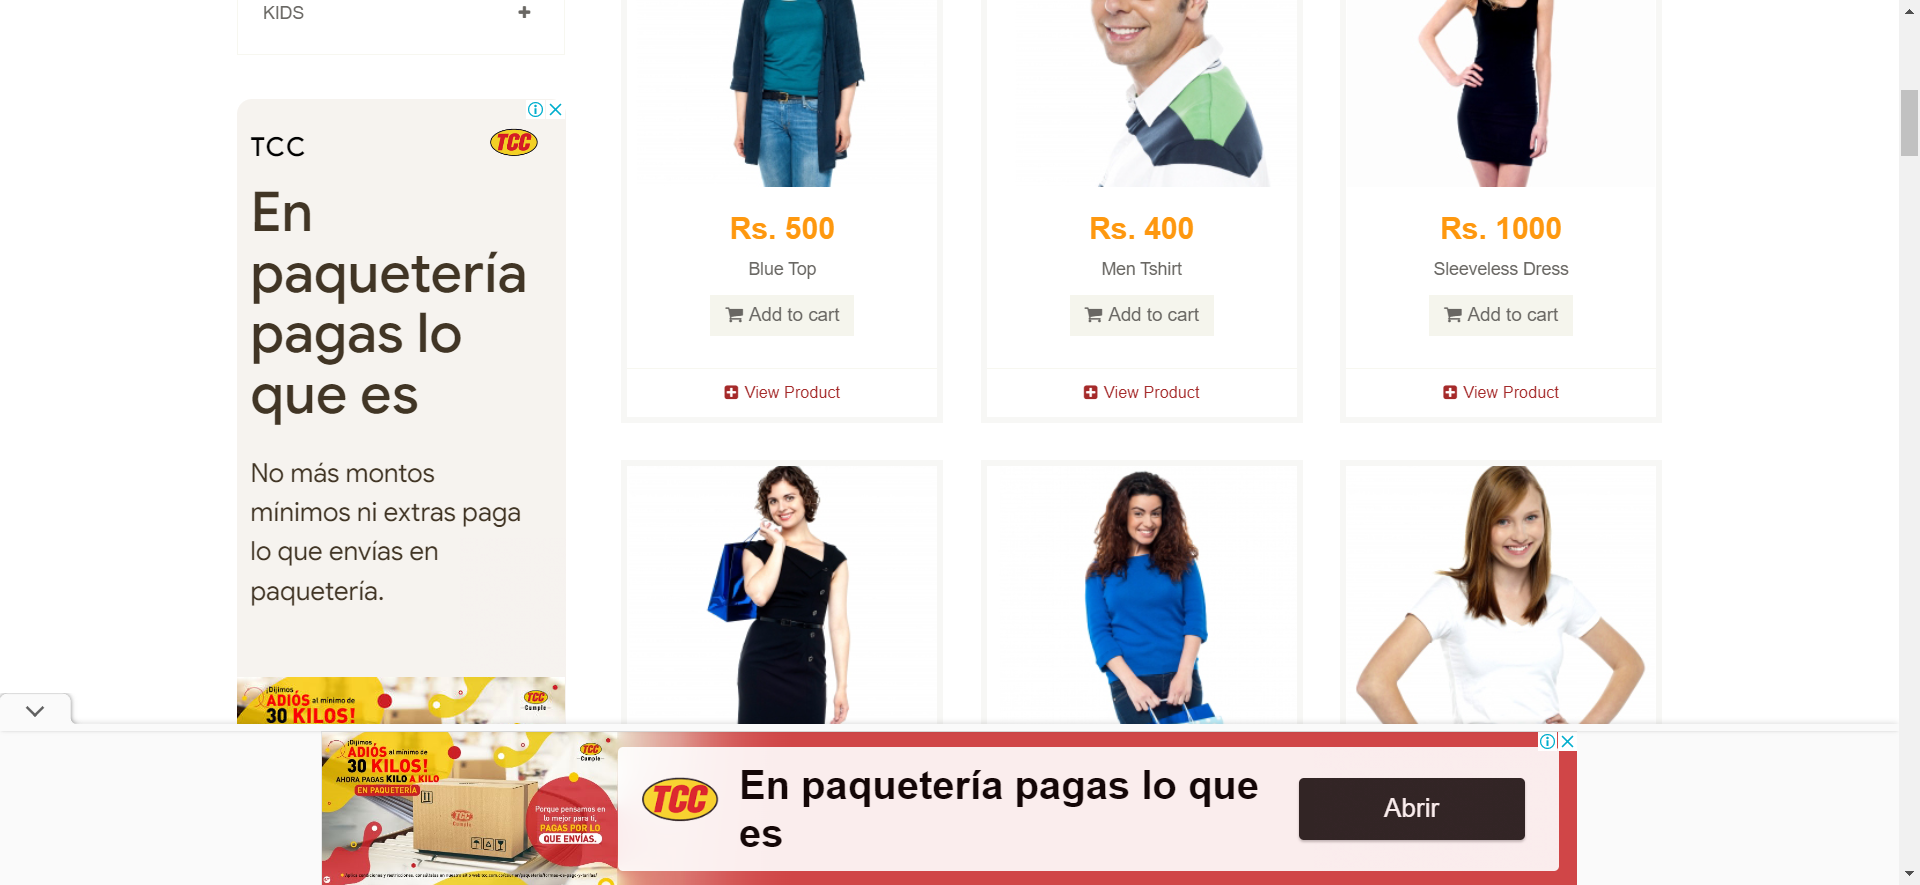 KIDS
TCC
TCC
En
paquetería
pagas lo
que es
No más montos
mínimos ni extras paga
lo que envías en
paquetería.
¡Dijimos
ADIÓS al mínimo de
30 KILOS!
TCC
Cumple
Rs. 500
Blue Top
Add to cart
View Product
Rs. 400
Men Tshirt
Add to cart
View Product
Rs. 1000
Sleeveless Dress
Add to cart
View Product
¡Dijimos
ADIÓS al mínimo de
30 KILOS!
AHORA PAGAS KILO A KILO
EN PAQUETERÍA
TCC
Cumple
TCC
Cumple
Porque pensamos en
lo mejor para ti,
PAGAS POR LO
QUE ENVÍAS.
TCC
En paquetería pagas lo que
es
Abrir